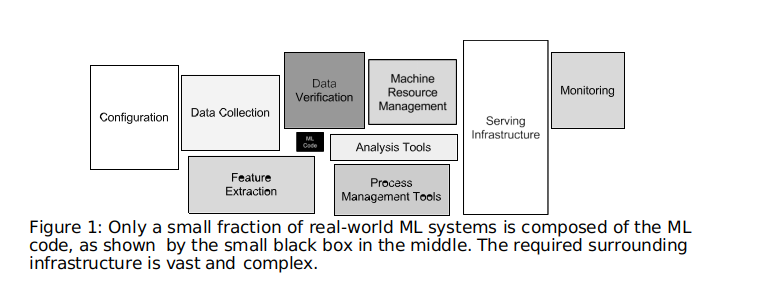 Configuration
Data Collection
Data
Verification
Machine
Resource
Management
ML
Code
Analysis Tools
Feature
Extraction
Process
Management Tools
Serving
Infrastructure
Monitoring
Figure 1: Only a small fraction of real-world ML systems is composed of the ML
code, as shown by the small black box in the middle. The required surrounding
infrastructure is vast and complex.